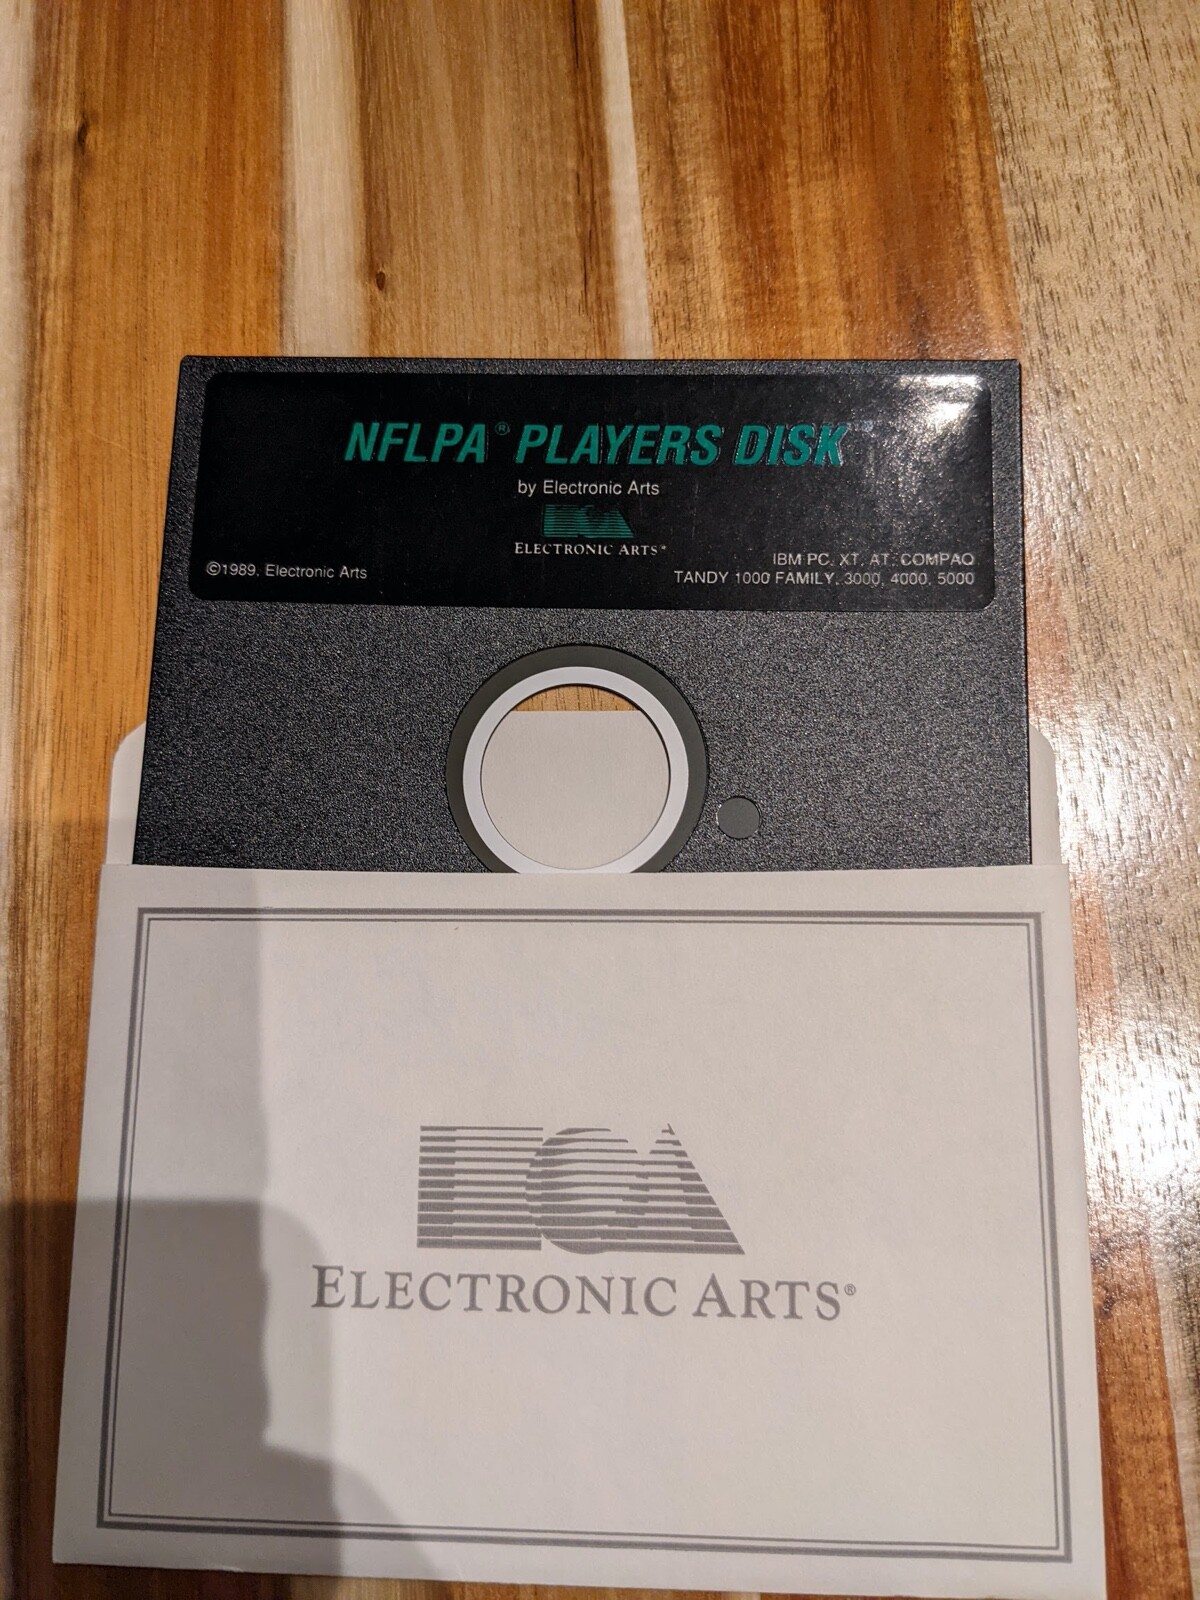 NFLPA® PLAYERS DISK
by Electronic Arts
ELECTRONIC ARTS®
©1989, Electronic Arts
IBM PC, XT, AT, COMPAQ
TANDY 1000 FAMILY, 3000, 4000, 5000
ELECTRONIC ARTS®